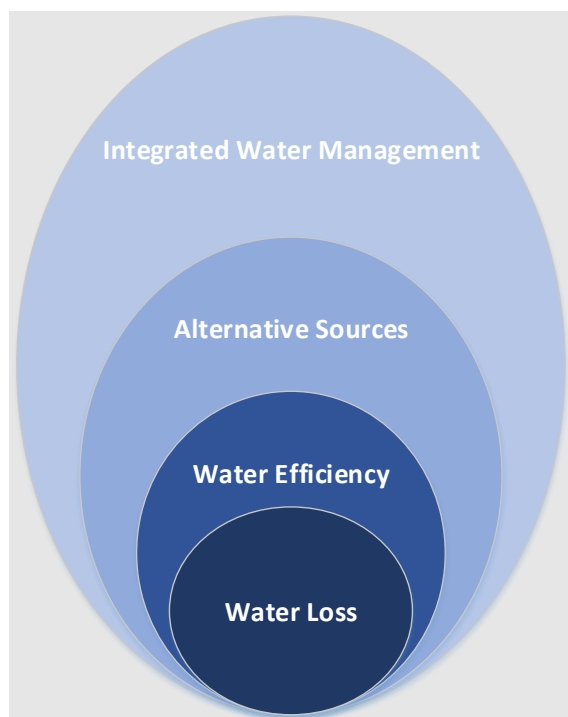 Integrated Water Management
Alternative Sources
Water Efficiency
Water Loss